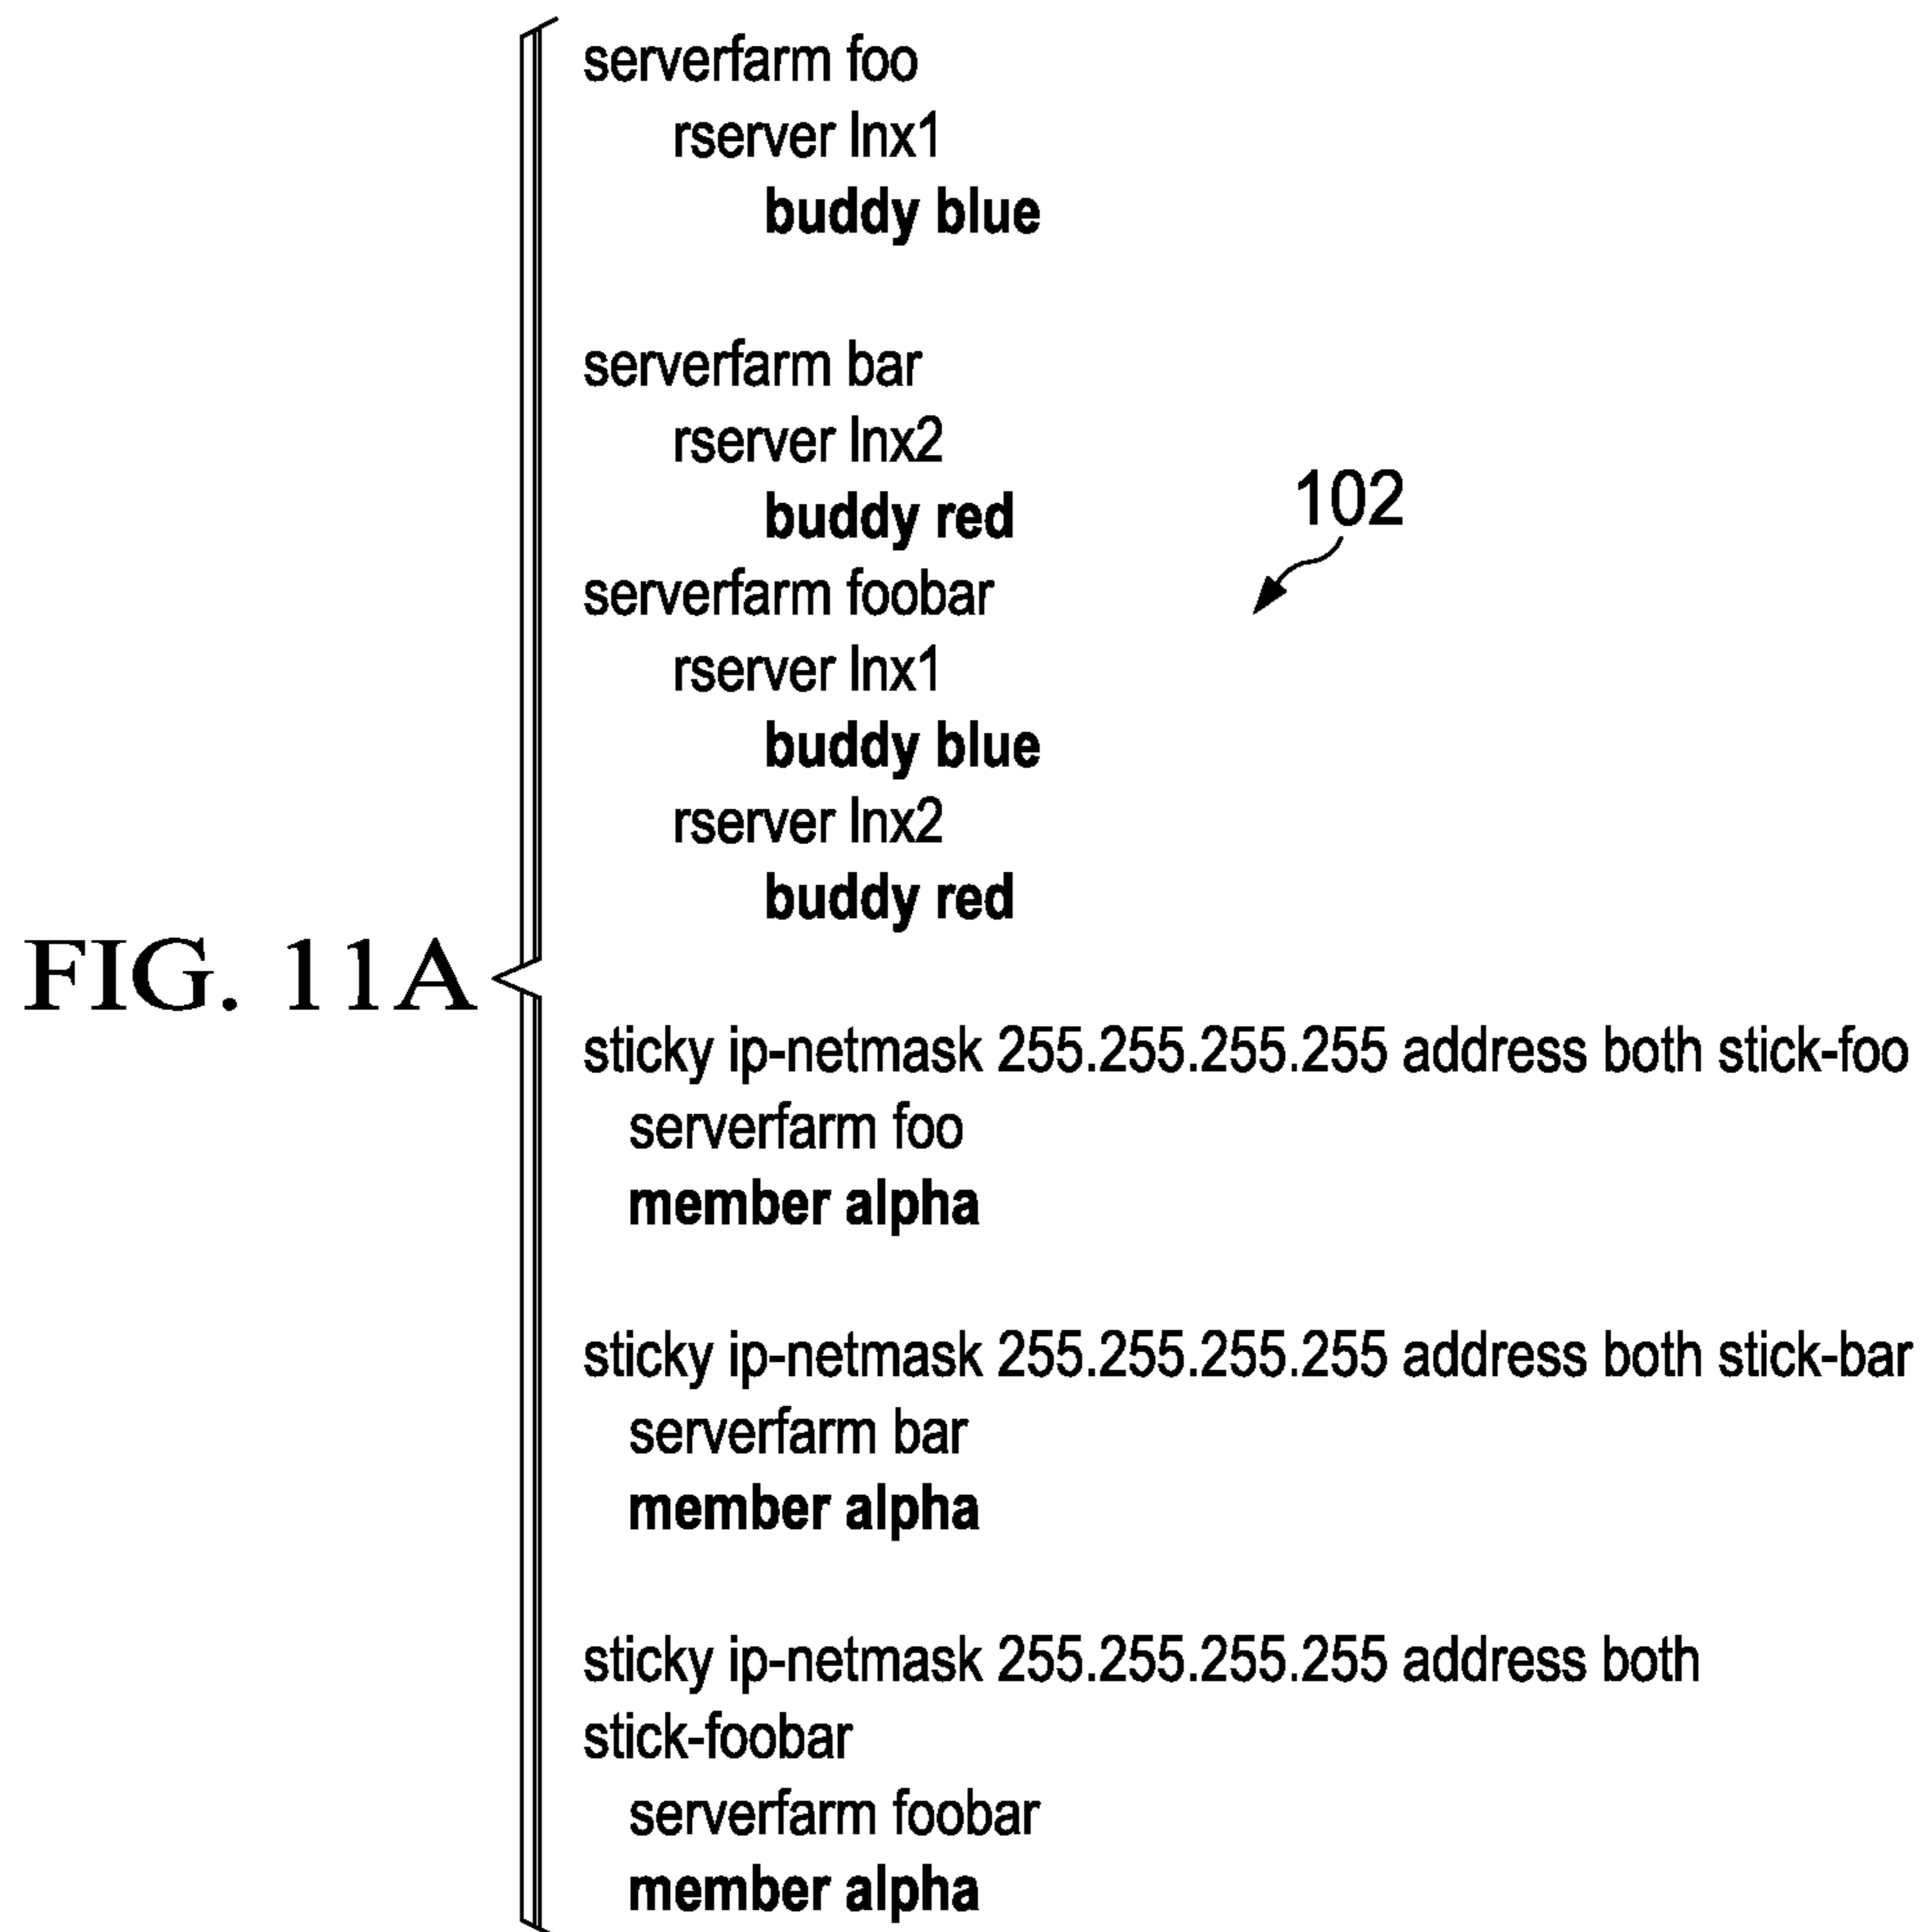 serverfarm foo
rserver lnx1
buddy blue
serverfarm bar
rserver lnx2
buddy red
102
serverfarm foobar
rserver lnx1
buddy blue
rserver lnx2
buddy red
FIG. 11A
sticky ip-netmask 255.255.255.255 address both stick-foo
serverfarm foo
member alpha
sticky ip-netmask 255.255.255.255 address both stick-bar
serverfarm bar
member alpha
sticky ip-netmask 255.255.255.255 address both
stick-foobar
serverfarm foobar
member alpha